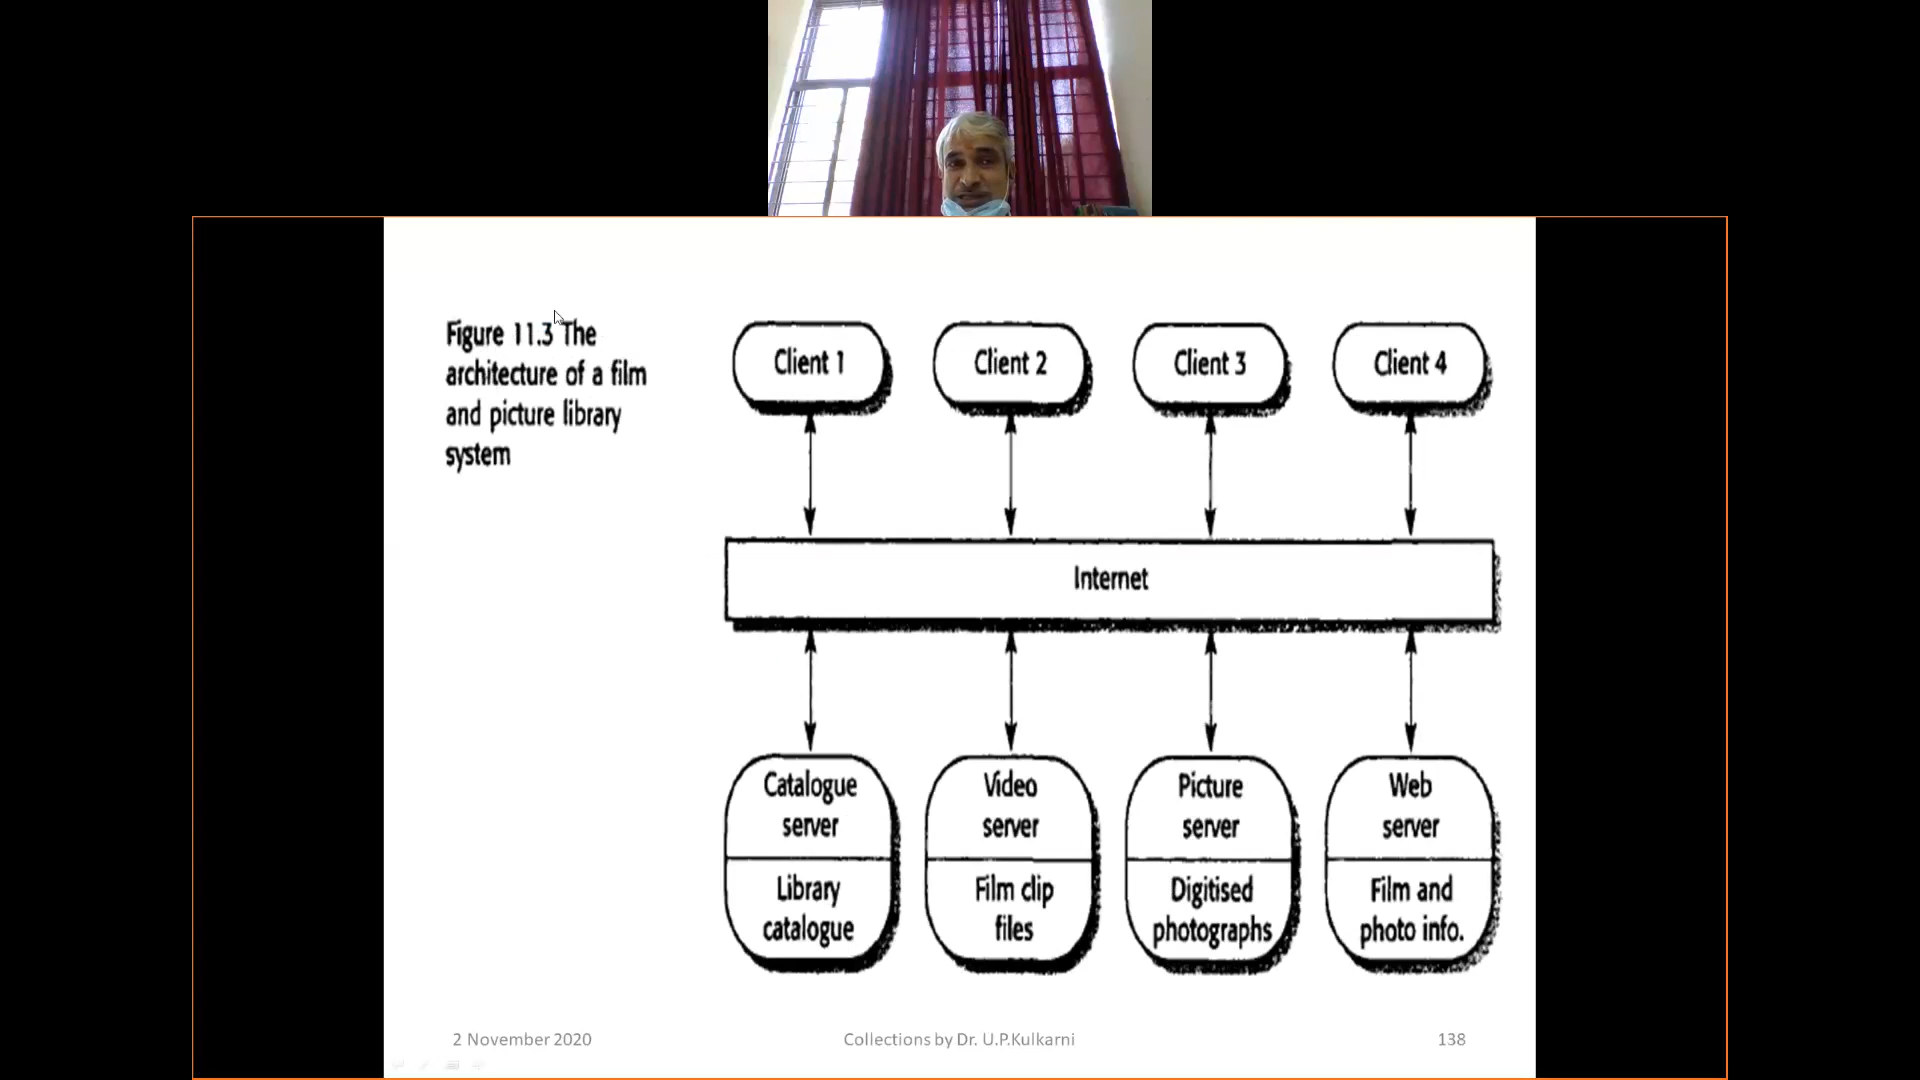 Figure 11.3 The
architecture of a film
and picture library
system
Client 1
Client 2
Client 3
Client 4
Internet
Catalogue
server
Library
catalogue
Video
server
Film clip
files
Picture
server
Digitised
photographs
Web
server
Film and
photo info.
2 November 2020
Collections by Dr. U.P.Kulkarni
138